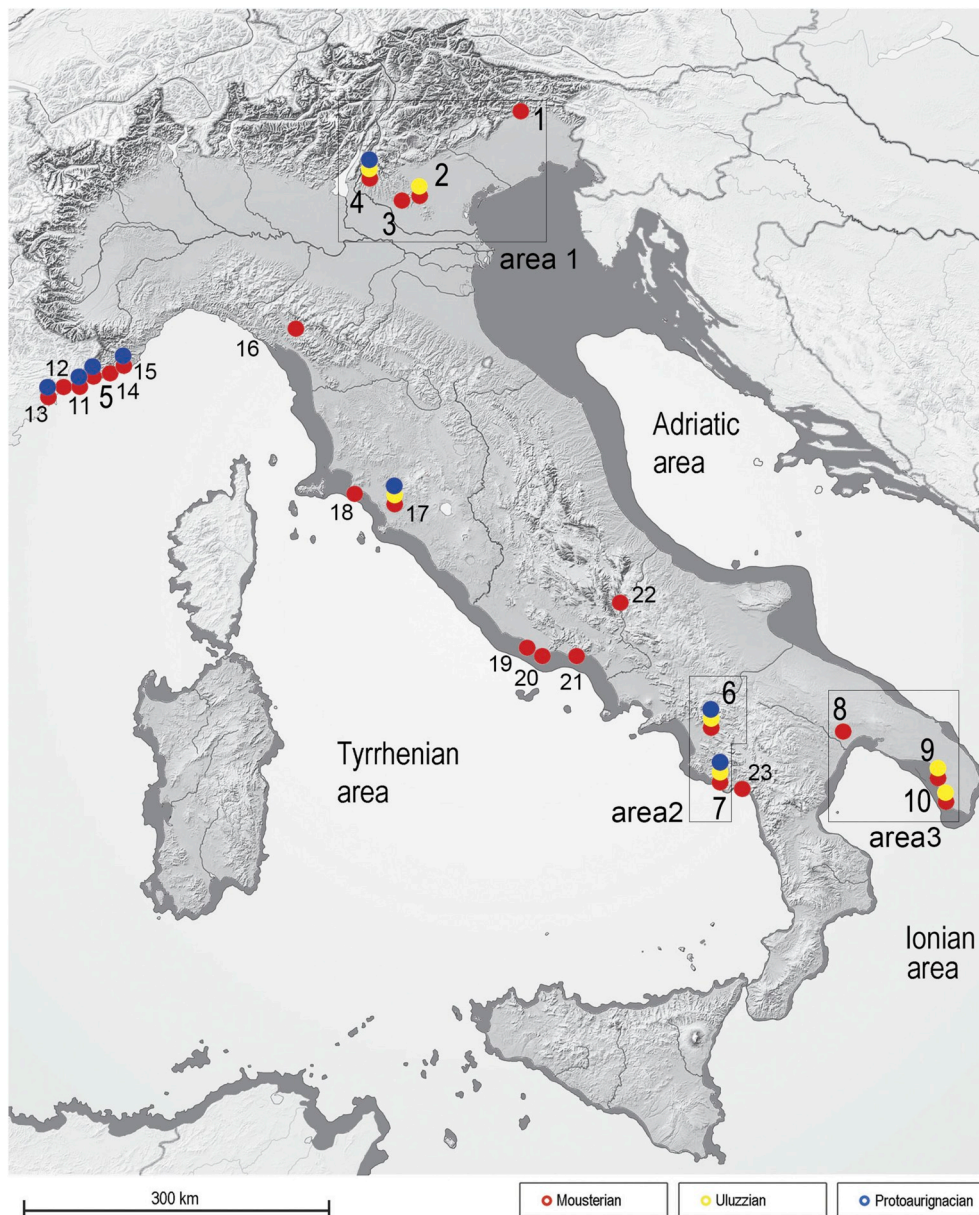 1
2
4
3
area 1
16
12
15
14
5
11
13
Adriatic
area
18
17
22
19
20
21
6
8
9
Tyrrhenian
area
23
7
10
area2
area3
Ionian
area
300 km
Mousterian
Uluzzian
Protoaurignacian